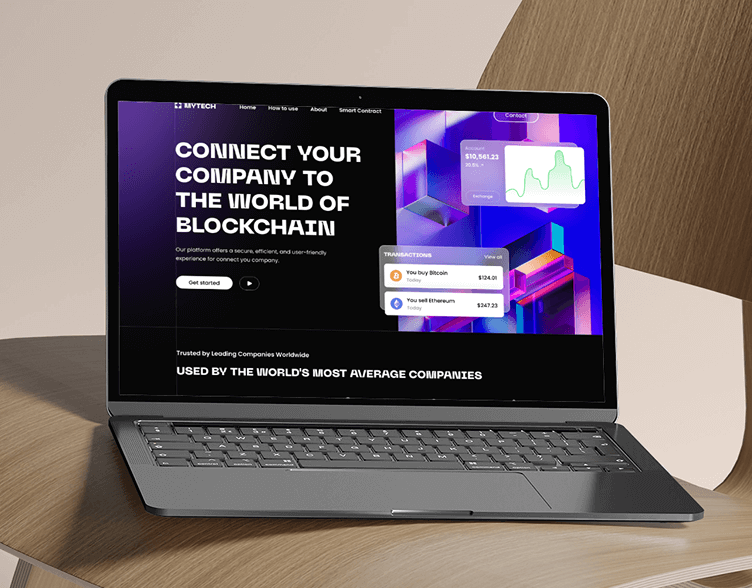 MYTECH
Home
How to use
About
Smart Contract
Contact
CONNECT YOUR
COMPANY TO
THE WORLD OF
BLOCKCHAIN
Our platform offers a secure, efficient, and user-friendly
experience for connect you company.
Get started
Account
$10,561.23
Recharge
TRANSACTIONS
View all
You buy Bitcoin
Today
$124.01
You sell Ethereum
Today
$247.23
Trusted by Leading Companies Worldwide
USED BY THE WORLD'S MOST AVERAGE COMPANIES